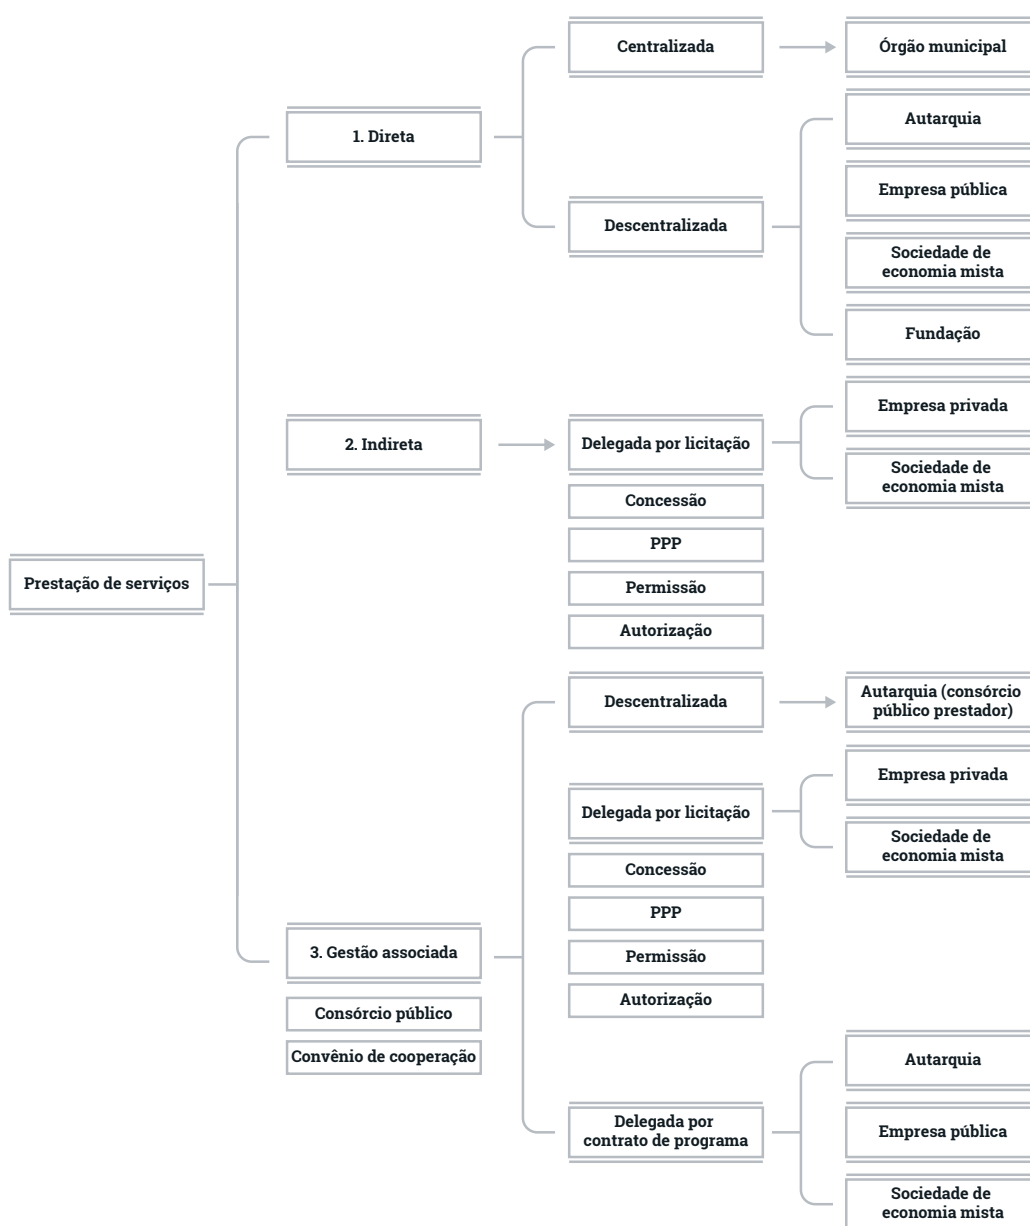 Prestação de serviços
1. Direta
Centralizada
Órgão municipal
Descentralizada
Autarquia
Empresa pública
Sociedade de
economia mista
Fundação
2. Indireta
Delegada por licitação
Concessão
PPP
Permissão
Autorização
Empresa privada
Sociedade de
economia mista
3. Gestão associada
Consórcio público
Convênio de cooperação
Descentralizada
Autarquia (consórcio
público prestador)
Delegada por licitação
Concessão
PPP
Permissão
Autorização
Empresa privada
Sociedade de
economia mista
Delegada por
contrato de programa
Autarquia
Empresa pública
Sociedade de
economia mista